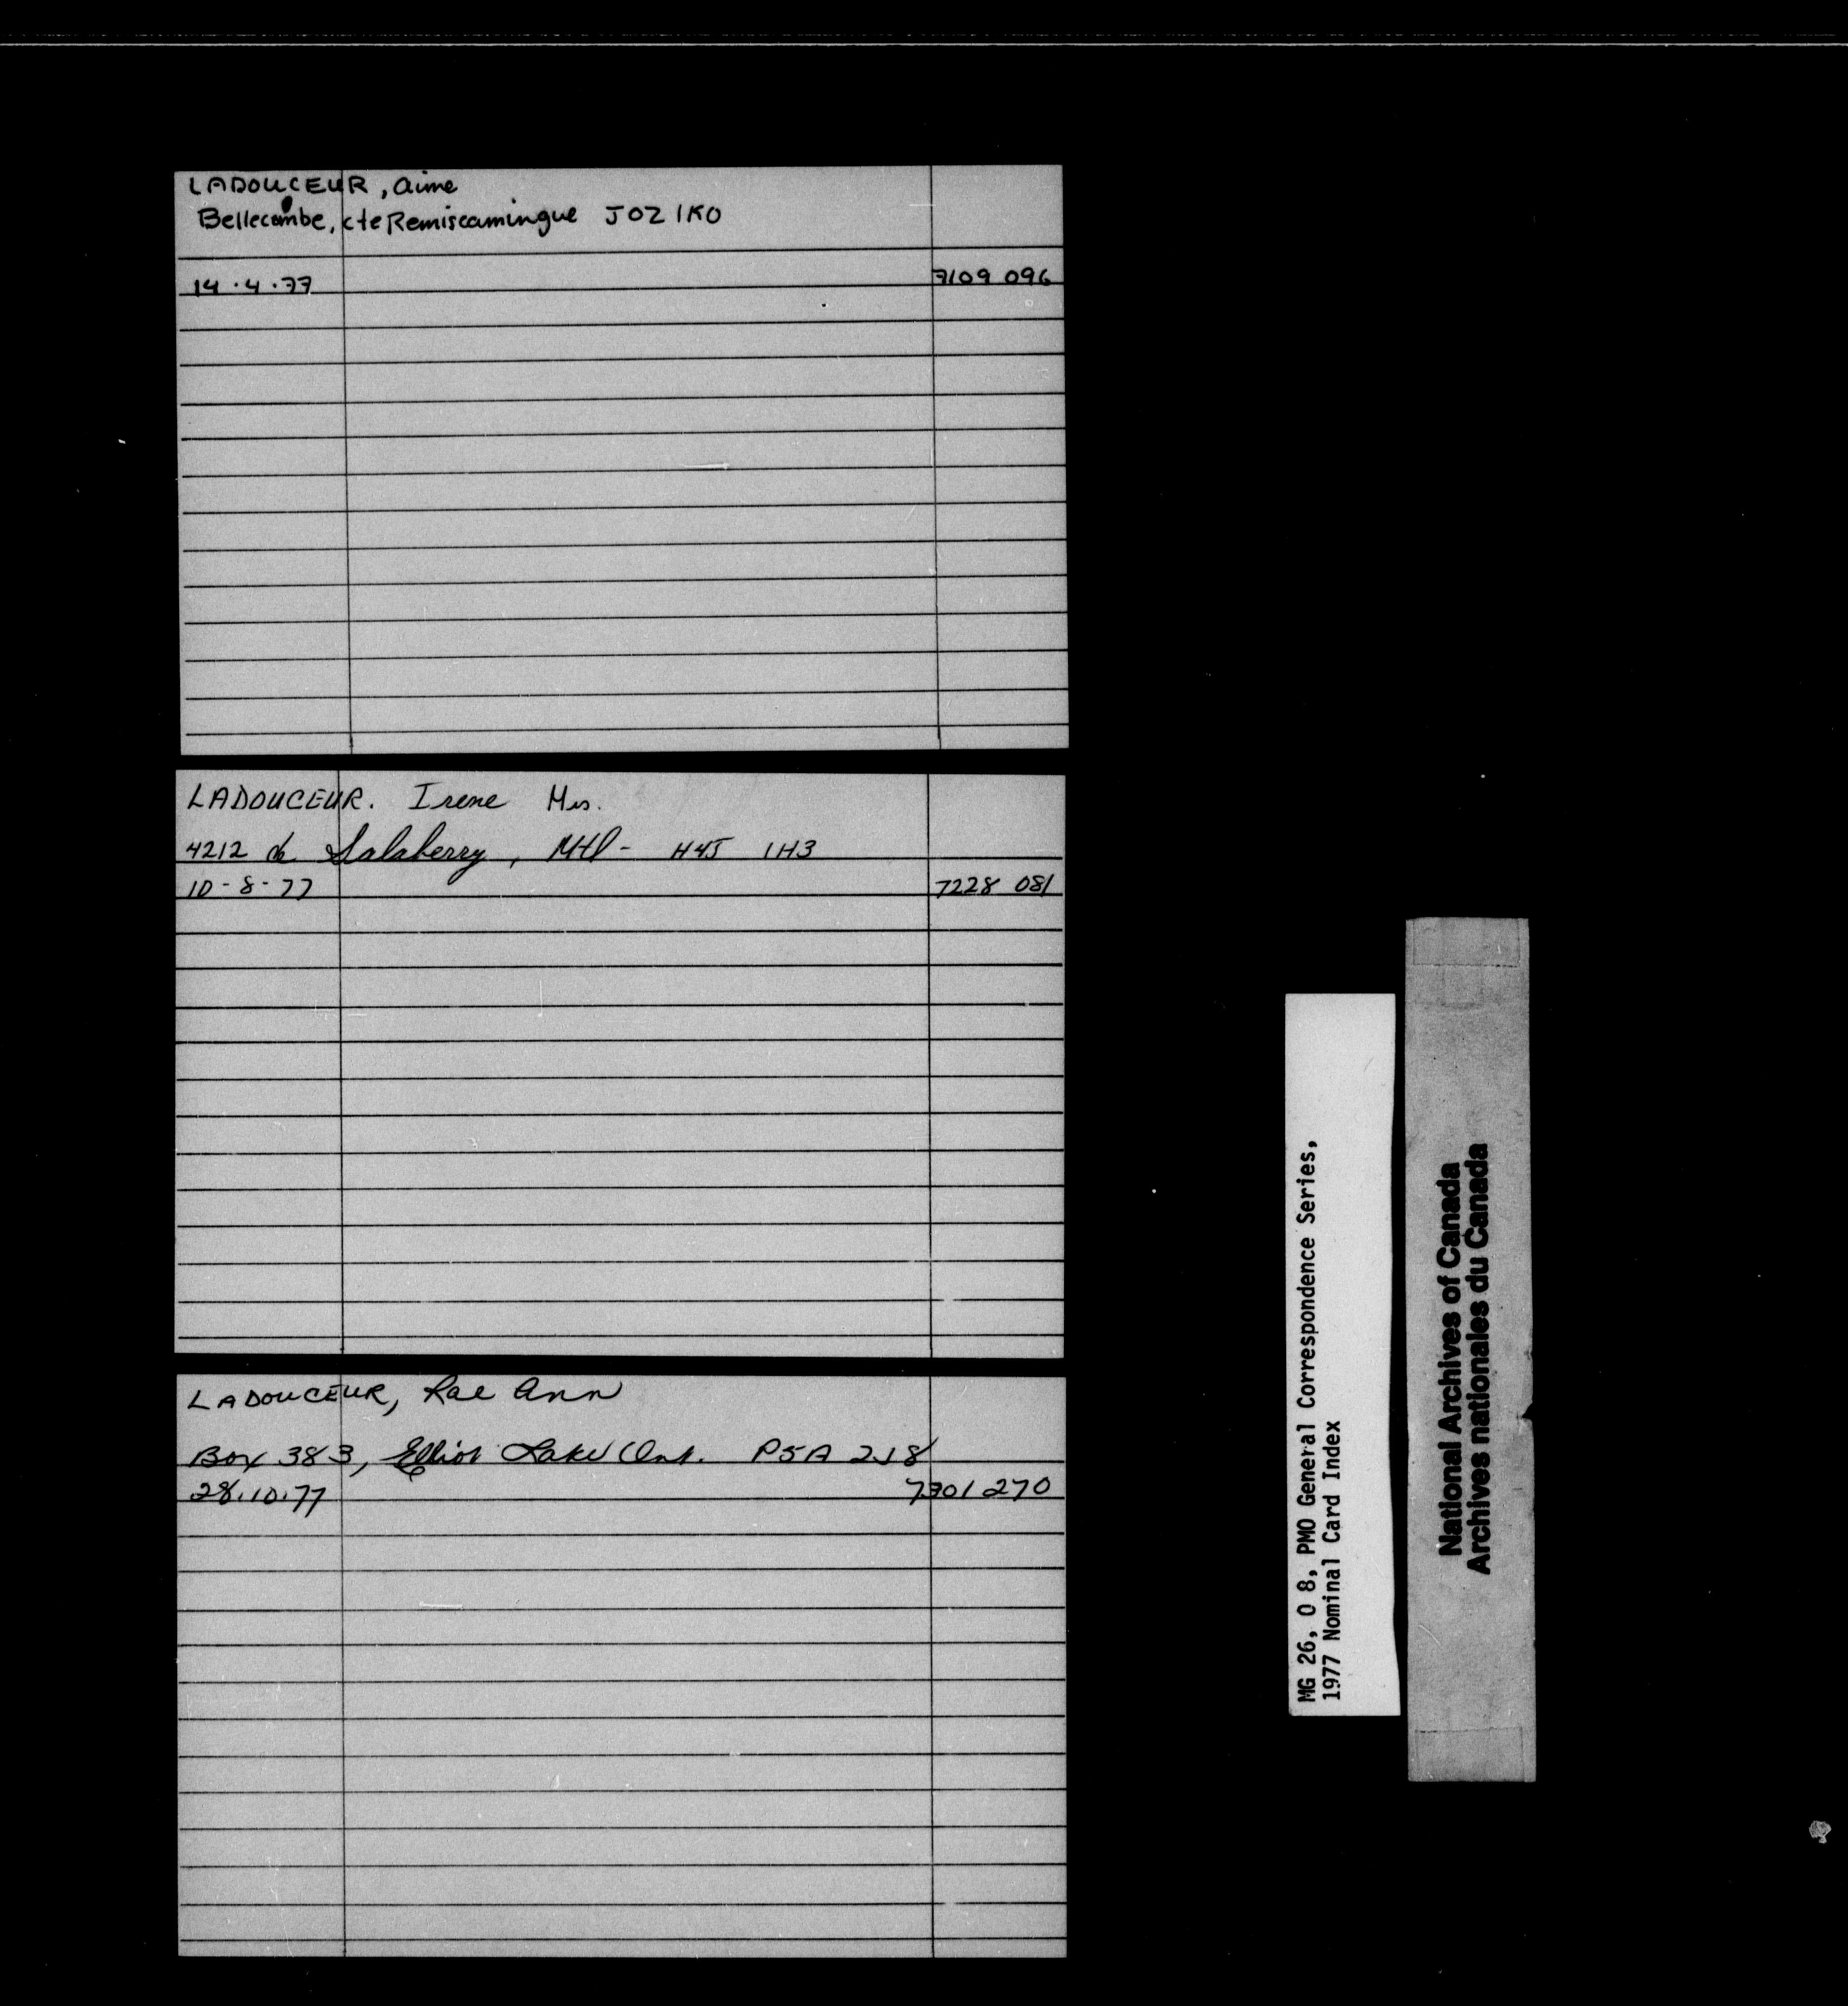 LADOUCEUR, Aime
Bellecombe, cte Remiscamingue J0Z 1K0
14.4.77 7109 096
LADOUCEUR. Irene Mrs.
4212 de Salaberry, Mtl- H4J 1H3
10-8-77 7228 081
LADOUCEUR, Rae Ann
Box 383, Elliot Lake Ont. P5A 2J8
28.10.77 7301 270
MG 26, O 8, PMO General Correspondence Series,
1977 Nominal Card Index
National Archives of Canada
Archives nationales du Canada